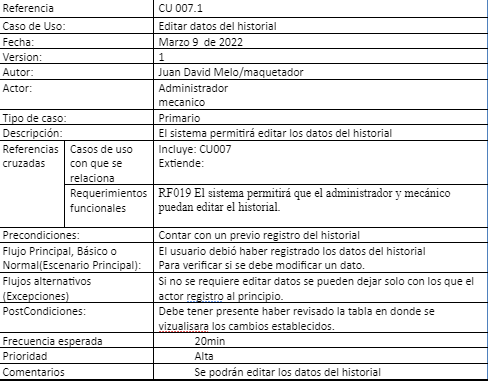 Referencia CU 007.1
Caso de Uso: Editar datos del historial
Fecha: Marzo 9 de 2022
Version: 1
Autor: Juan David Melo/maquetador
Actor: Administrador
mecanico
Tipo de caso: Primario
Descripción: El sistema permitirá editar los datos del historial
Referencias cruzadas
Casos de uso con que se relaciona
Incluye: CU007
Extiende:
Requerimientos funcionales
RF019 El sistema permitirá que el administrador y mecánico
puedan editar el historial.
Precondiciones: Contar con un previo registro del historial
Flujo Principal, Básico o
Normal(Escenario Principal):
El usuario debió haber registrado los datos del historial
Para verificar si se debe modificar un dato.
Flujos alternativos
(Excepciones)
Si no se requiere editar datos se pueden dejar solo con los que el
actor registro al principio.
PostCondiciones: Debe tener presente haber revisado la tabla en donde se
vizualisara los cambios establecidos.
Frecuencia esperada 20min
Prioridad Alta
Comentarios Se podrán editar los datos del historial